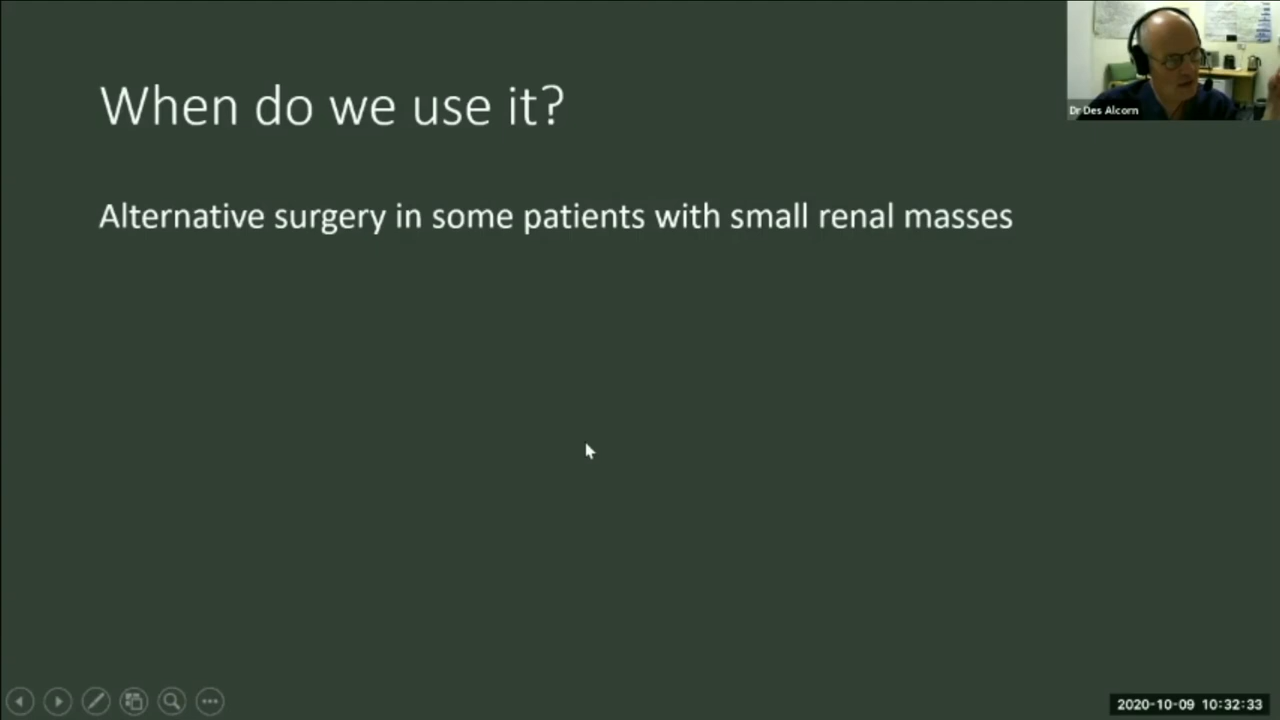 When do we use it?
Alternative surgery in some patients with small renal masses
Dr Des Alcorn
2020-10-09 10:32:33